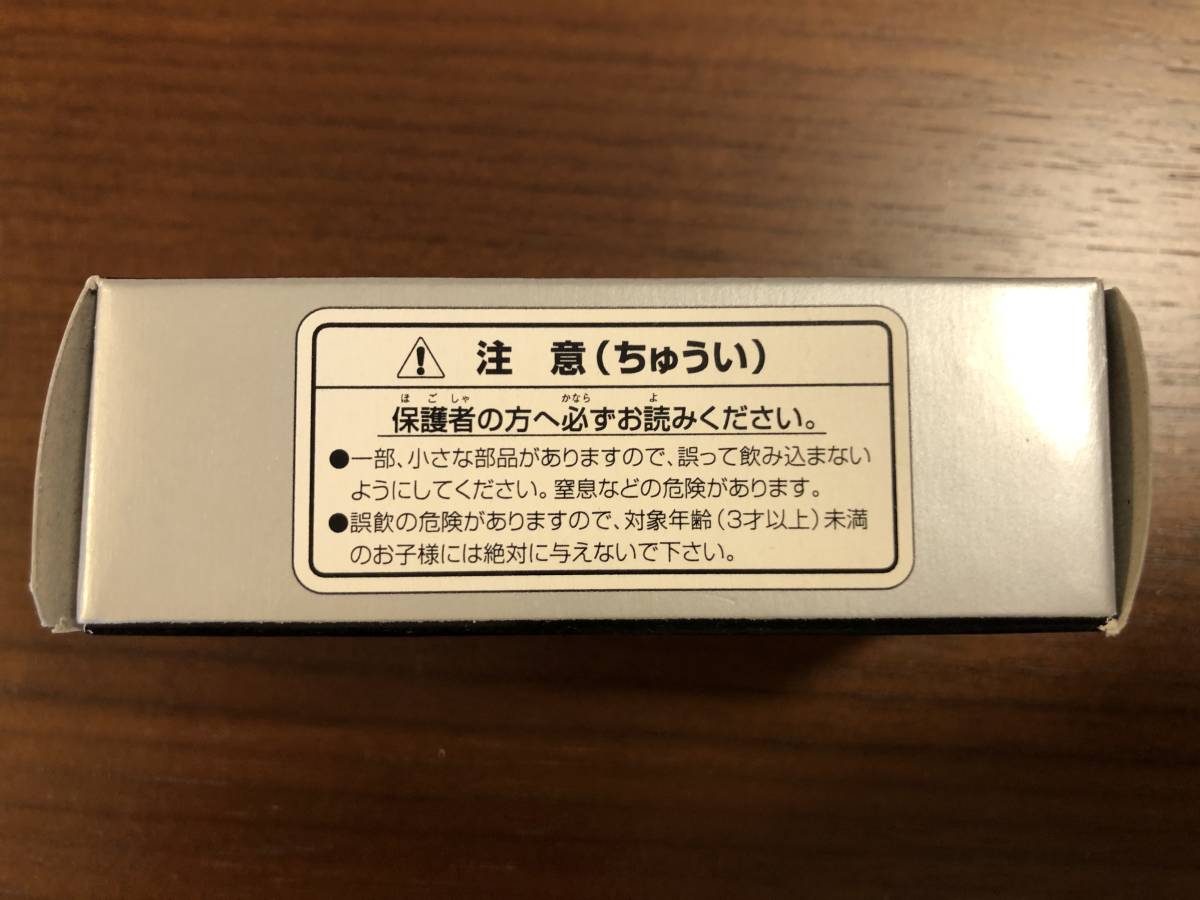 注 意(ちゅうい)
ほごしゃ かなら よ
保護者の方へ必ずお読みください。
●一部、小さな部品がありますので、誤って飲み込まない
ようにしてください。窒息などの危険があります。
●誤飲の危険がありますので、対象年齢(3才以上)未満
のお子様には絶対に与えないで下さい。